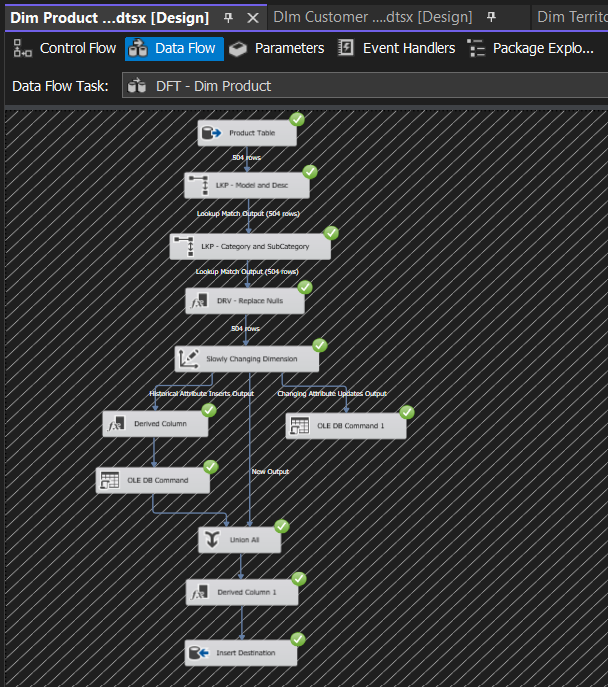 Dim Product ...dtsx [Design]
DIm Customer ....dtsx [Design]
Dim Territo
Control Flow
Data Flow
Parameters
Event Handlers
Package Explo...
Data Flow Task:
DFT - Dim Product
Product Table
504 rows
LKP - Model and Desc
Lookup Match Output (504 rows)
LKP - Category and SubCategory
Lookup Match Output (504 rows)
DRV - Replace Nulls
504 rows
Slowly Changing Dimension
Historical Attribute Inserts Output
Changing Attribute Updates Output
Derived Column
OLE DB Command 1
New Output
OLE DB Command
Union All
Derived Column 1
Insert Destination